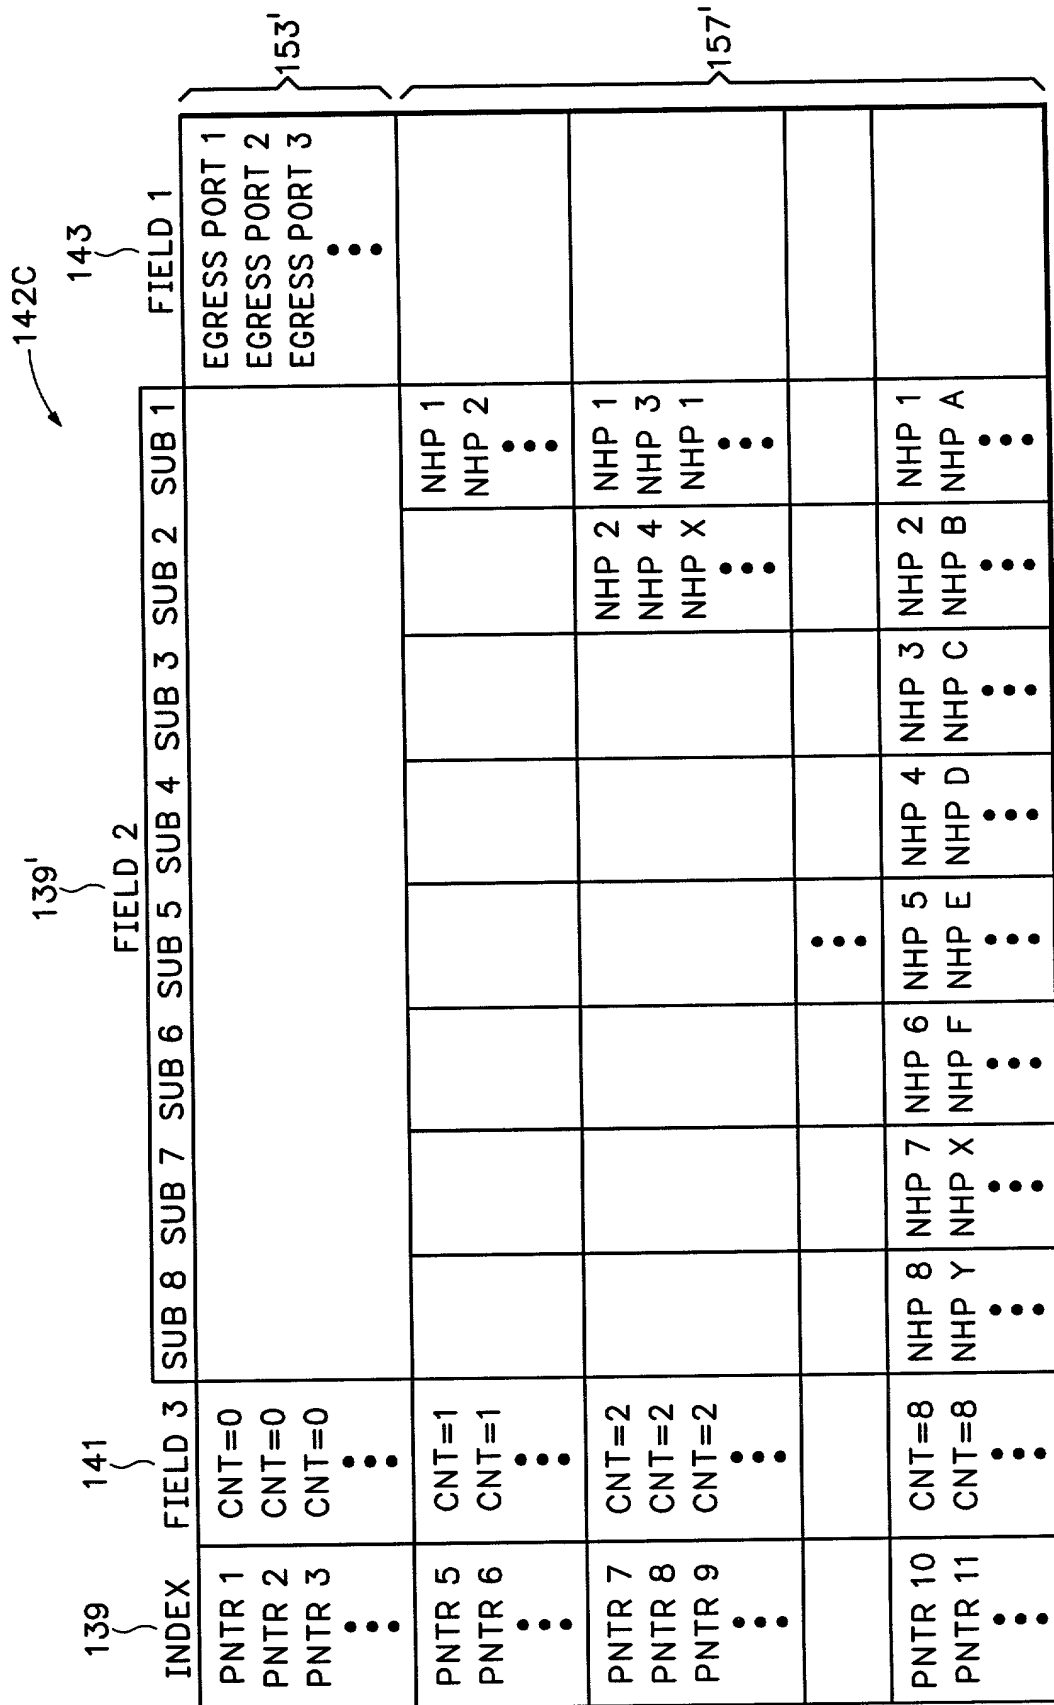 142C
139'
139 141 143
FIELD 2
INDEX FIELD 3 SUB 8 SUB 7 SUB 6 SUB 5 SUB 4 SUB 3 SUB 2 SUB 1 FIELD 1
PNTR 1 CNT=0 EGRESS PORT 1
PNTR 2 CNT=0 EGRESS PORT 2
PNTR 3 CNT=0 EGRESS PORT 3
153'
PNTR 5 CNT=1 NHP 1
PNTR 6 CNT=1 NHP 2
PNTR 7 CNT=2 NHP 2 NHP 1
PNTR 8 CNT=2 NHP 4 NHP 3
PNTR 9 CNT=2 NHP X NHP 1
157'
PNTR 10 CNT=8 NHP 8 NHP 7 NHP 6 NHP 5 NHP 4 NHP 3 NHP 2 NHP 1
PNTR 11 CNT=8 NHP Y NHP X NHP F NHP E NHP D NHP C NHP B NHP A